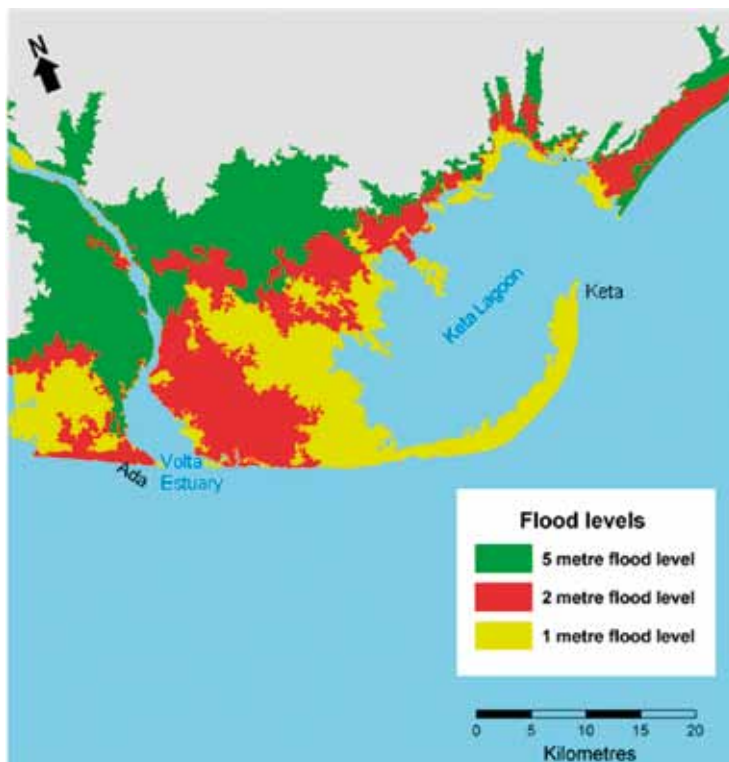 N
Keta Lagoon
Keta
Ada
Volta
Estuary
Flood levels
5 metre flood level
2 metre flood level
1 metre flood level
0 5 10 15 20
Kilometres